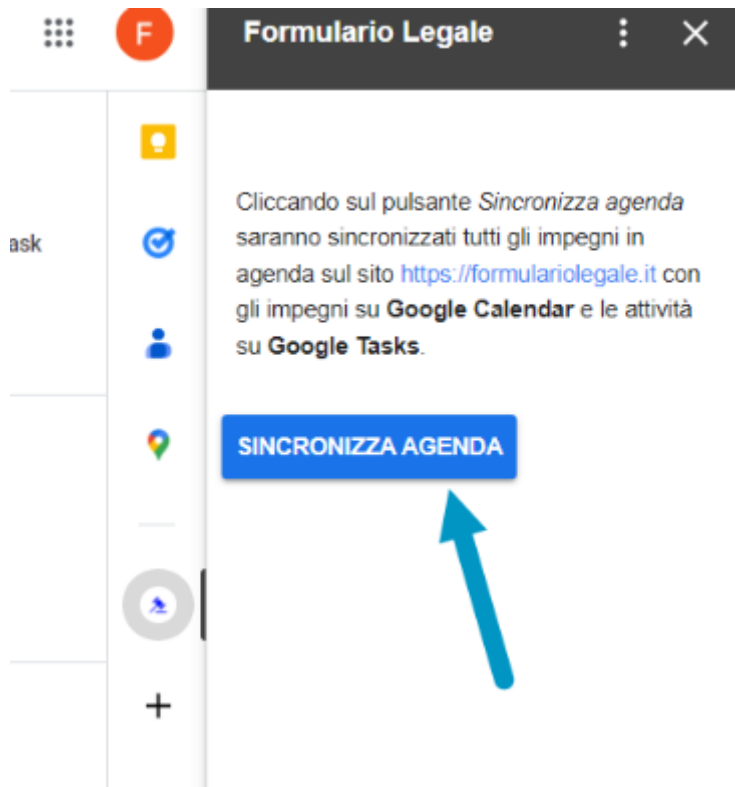 F
Formulario Legale
ask
Cliccando sul pulsante Sincronizza agenda
saranno sincronizzati tutti gli impegni in
agenda sul sito https://formulariolegale.it con
gli impegni su Google Calendar e le attività
su Google Tasks.
SINCRONIZZA AGENDA